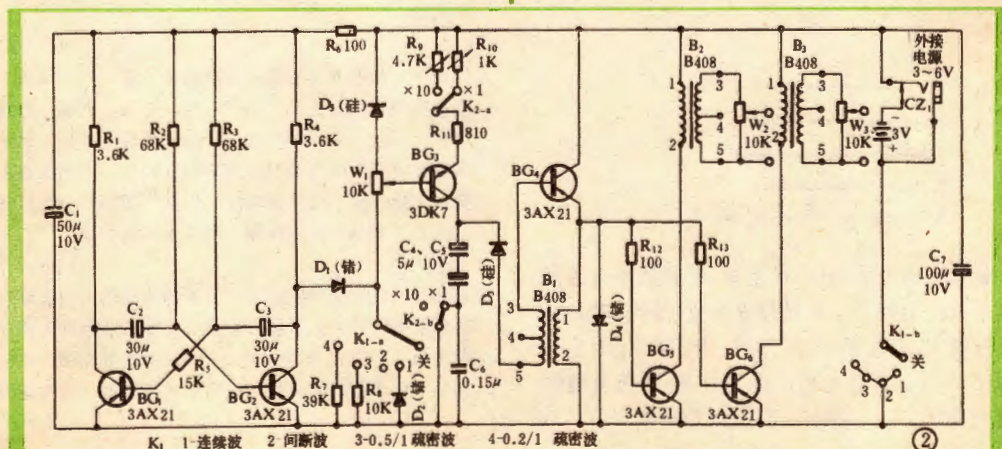 R₆ 100
R₉
4.7K
R₁₀
1K
B₂
B408
B₃
B408
外接
电源
3~6V
CZ₁
D₅(硅)
×10
×1
K₂₋ₐ
R₁₁
810
R₁
3.6K
R₂
68K
R₃
68K
R₄
3.6K
1
3
4
2
5
W₂
10K
1
3
4
2
5
W₃
10K
−
3V
+
W₁
10K
BG₃
3DK7
BG₄
3AX21
C₁
50μ
10V
C₄、C₅
5μ 10V
D₃(硅)
R₁₂
100
R₁₃
100
C₇
100μ
10V
D₁(锗)
×10
×1
K₂₋b
B₁
B408
3
4
5
1
2
D₄(锗)
C₂
30μ
10V
C₃
30μ
10V
R₅
15K
K₁₋ₐ
关
4
3
2
1
K₁₋b
关
4
3
2
1
BG₁
3AX21
BG₂
3AX21
R₇
39K
R₈
10K
D₂(锗)
C₆
0.15μ
BG₅
3AX21
BG₆
3AX21
K₁ 1-连续波 2-间断波 3-0.5/1 疏密波 4-0.2/1 疏密波
②